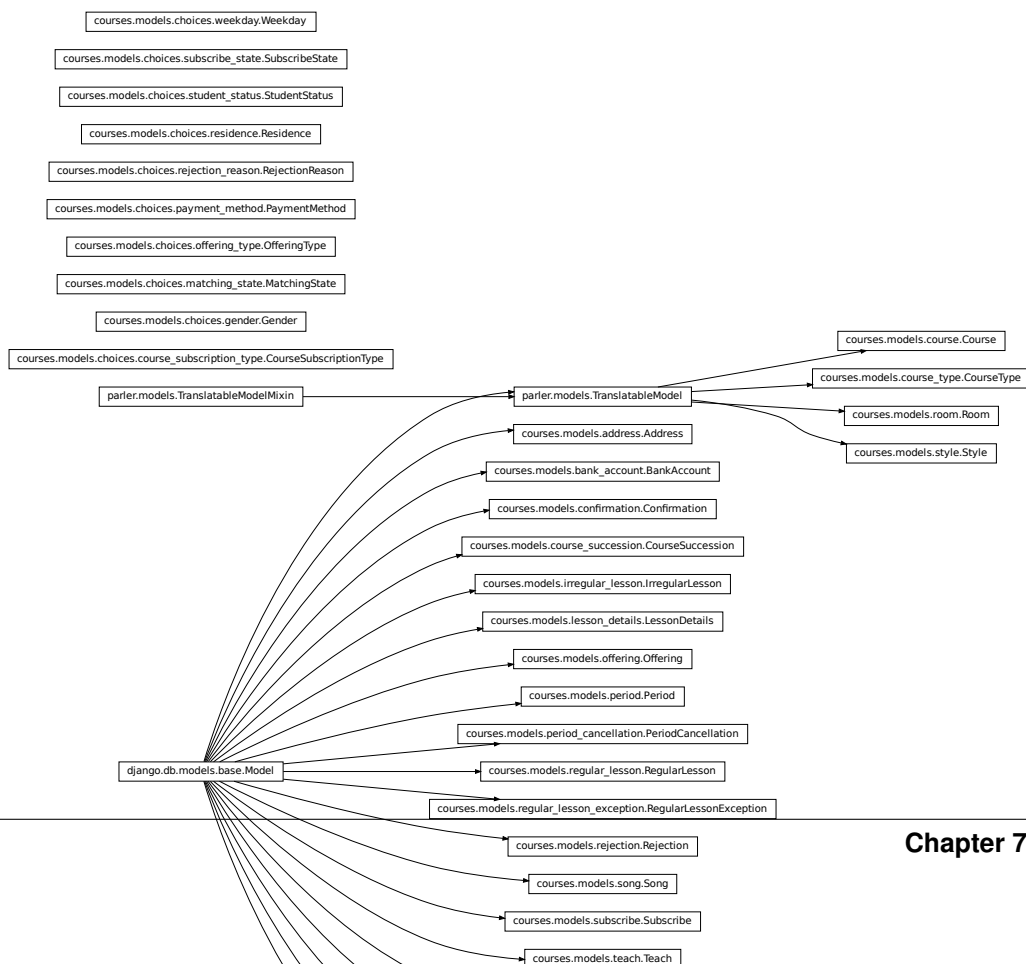 courses.models.choices.weekday.Weekday
courses.models.choices.subscribe_state.SubscribeState
courses.models.choices.student_status.StudentStatus
courses.models.choices.residence.Residence
courses.models.choices.rejection_reason.RejectionReason
courses.models.choices.payment_method.PaymentMethod
courses.models.choices.offering_type.OfferingType
courses.models.choices.matching_state.MatchingState
courses.models.choices.gender.Gender
courses.models.choices.course_subscription_type.CourseSubscriptionType
parler.models.TranslatableModelMixin
django.db.models.base.Model
parler.models.TranslatableModel
courses.models.address.Address
courses.models.bank_account.BankAccount
courses.models.confirmation.Confirmation
courses.models.course_succession.CourseSuccession
courses.models.irregular_lesson.IrregularLesson
courses.models.lesson_details.LessonDetails
courses.models.offering.Offering
courses.models.period.Period
courses.models.period_cancellation.PeriodCancellation
courses.models.regular_lesson.RegularLesson
courses.models.regular_lesson_exception.RegularLessonException
courses.models.rejection.Rejection
courses.models.song.Song
courses.models.subscribe.Subscribe
courses.models.teach.Teach
courses.models.course.Course
courses.models.course_type.CourseType
courses.models.room.Room
courses.models.style.Style
Chapter 7